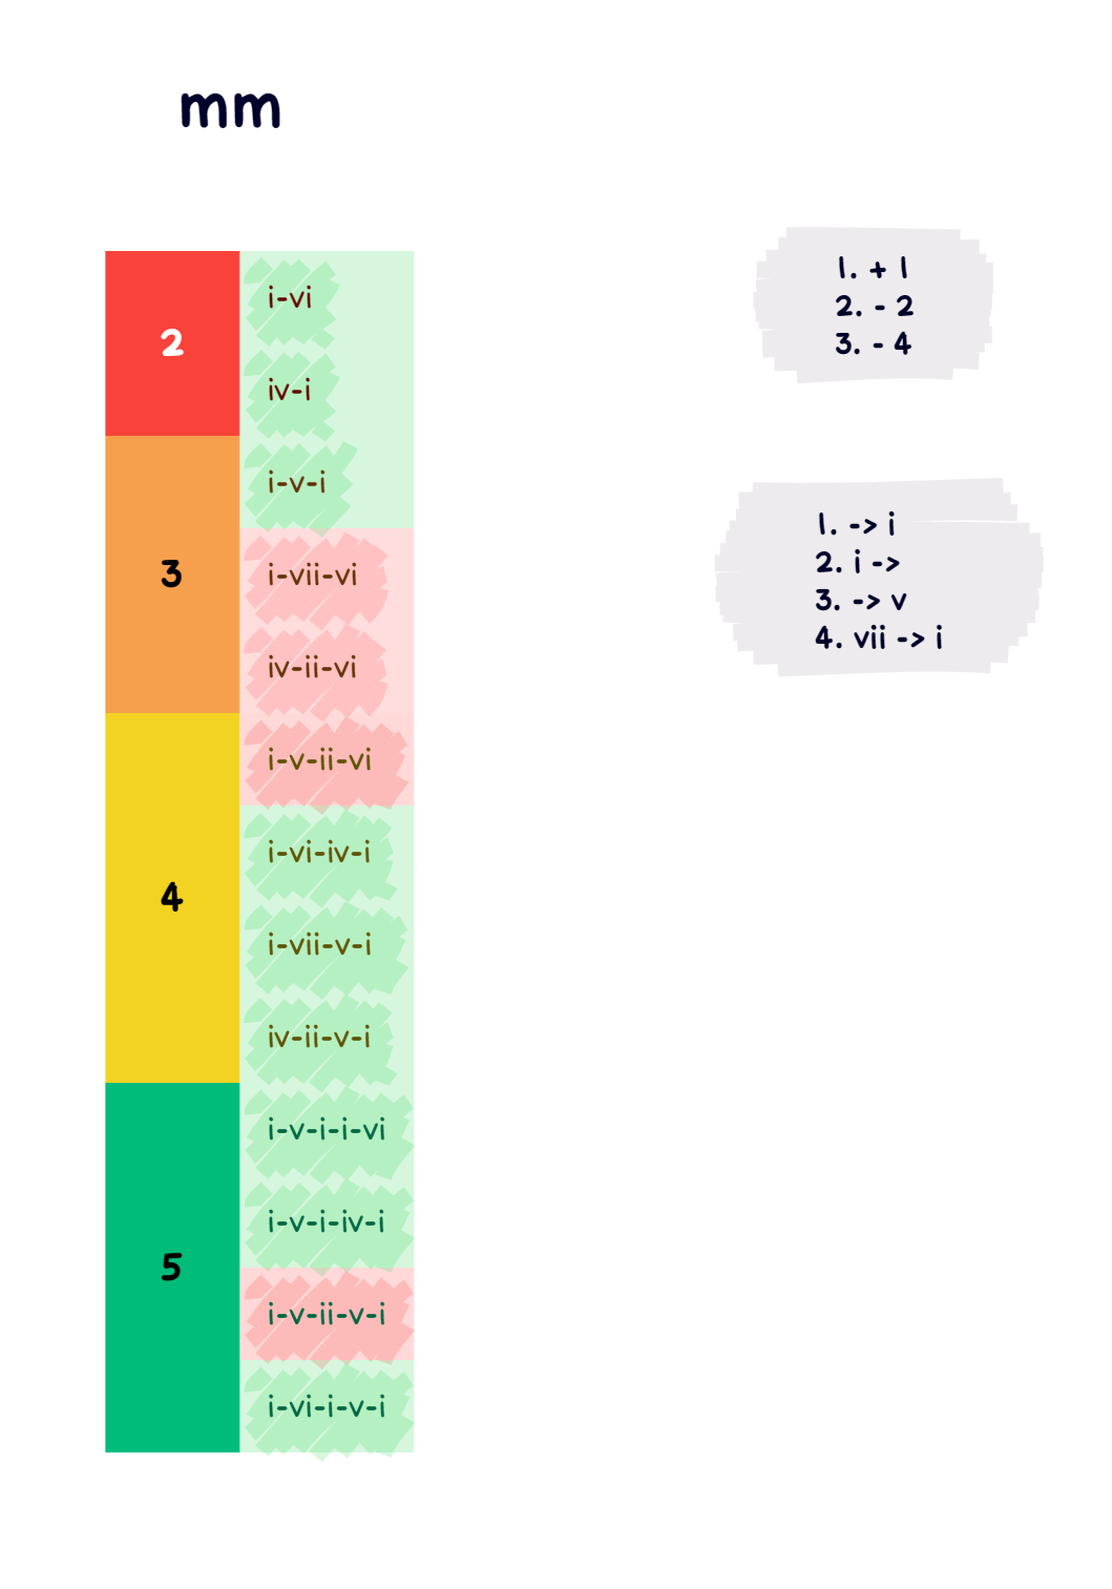 mm
2
i-vi
iv-i
3
i-v-i
i-vii-vi
iv-ii-vi
4
i-v-ii-vi
i-vi-iv-i
i-vii-v-i
iv-ii-v-i
5
i-v-i-i-vi
i-v-i-iv-i
i-v-ii-v-i
i-vi-i-v-i
1. + 1
2. - 2
3. - 4
1. -> i
2. i ->
3. -> v
4. vii -> i